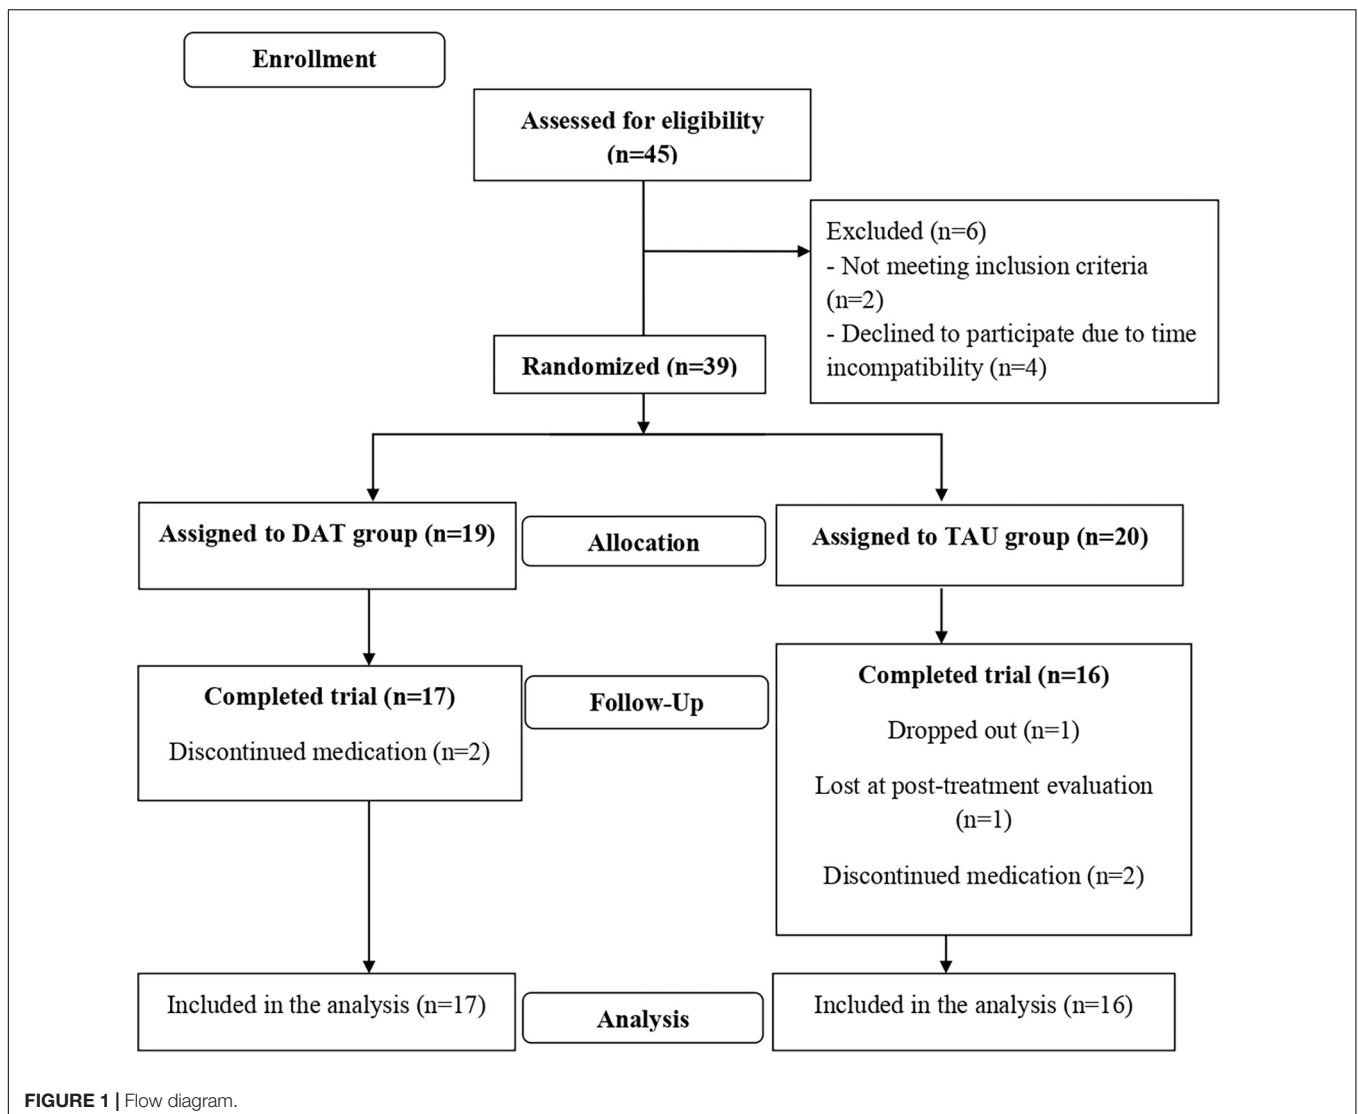 Enrollment
Assessed for eligibility
(n=45)
Excluded (n=6)
- Not meeting inclusion criteria
(n=2)
- Declined to participate due to time
incompatibility (n=4)
Randomized (n=39)
Assigned to DAT group (n=19)
Allocation
Assigned to TAU group (n=20)
Completed trial (n=17)
Discontinued medication (n=2)
Follow-Up
Completed trial (n=16)
Dropped out (n=1)
Lost at post-treatment evaluation
(n=1)
Discontinued medication (n=2)
Included in the analysis (n=17)
Analysis
Included in the analysis (n=16)
FIGURE 1 | Flow diagram.